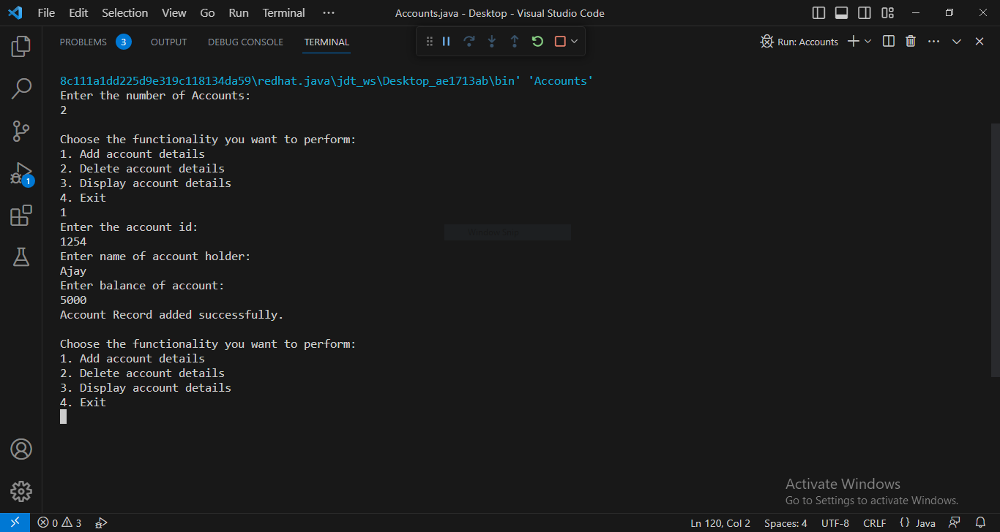 File Edit Selection View Go Run Terminal ··· Accounts.java - Desktop - Visual Studio Code
PROBLEMS 3 OUTPUT DEBUG CONSOLE TERMINAL Run: Accounts
8c111a1dd225d9e319c118134da59\redhat.java\jdt_ws\Desktop_ae1713ab\bin' 'Accounts'
Enter the number of Accounts:
2
Choose the functionality you want to perform:
1. Add account details
2. Delete account details
3. Display account details
4. Exit
1
1
Enter the account id:
Window Snip
1254
Enter name of account holder:
Ajay
Enter balance of account:
5000
Account Record added successfully.
Choose the functionality you want to perform:
1. Add account details
2. Delete account details
3. Display account details
4. Exit
Activate Windows
Go to Settings to activate Windows.
0 3 Ln 120, Col 2 Spaces: 4 UTF-8 CRLF {} Java